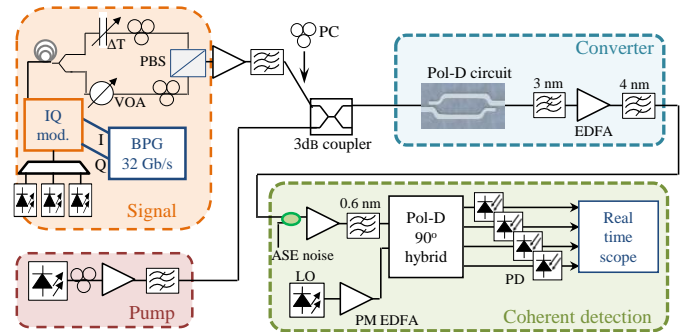 ΔT
PBS
VOA
IQ
mod.
I
Q
BPG
32 Gb/s
Signal
PC
3dB coupler
Converter
Pol-D circuit
3 nm
EDFA
4 nm
ASE noise
0.6 nm
Pol-D
90º
hybrid
PD
Real
time
scope
LO
PM EDFA
Coherent detection
Pump